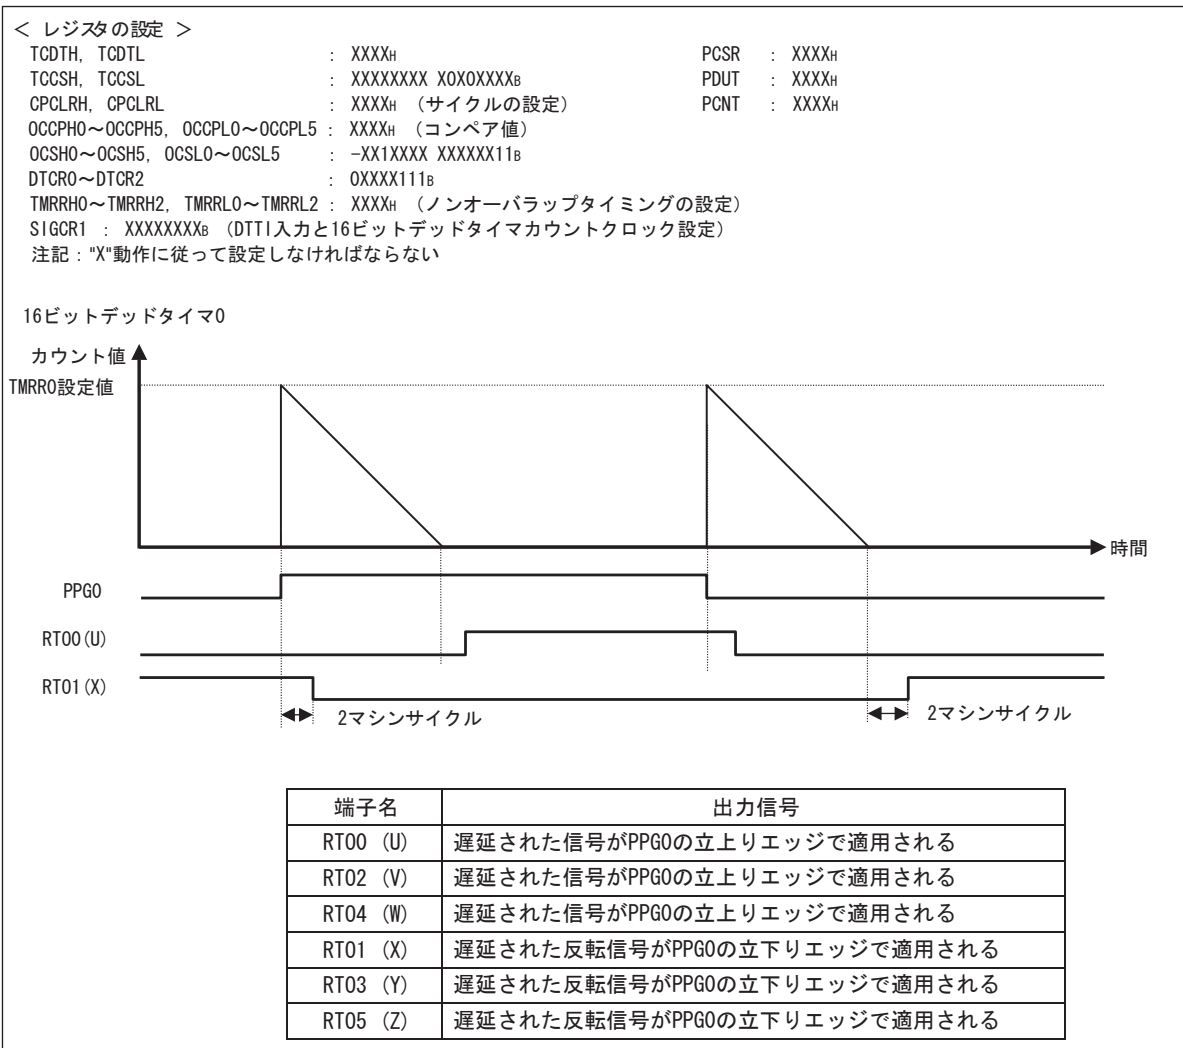 < レジスタの設定 >
TCDTH, TCDTL : XXXXH PCSR : XXXXH
TCCSH, TCCSL : XXXXXXXX X0X0XXXXB PDUT : XXXXH
CPCLRH, CPCLRL : XXXXH (サイクルの設定) PCNT : XXXXH
OCCPH0～OCCPH5, OCCPL0～OCCPL5 : XXXXH (コンペア値)
OCSH0～OCSH5, OCSL0～OCSL5 : -XX1XXXX XXXXXX11B
DTCR0～DTCR2 : 0XXXX111B
TMRRH0～TMRRH2, TMRRL0～TMRRL2 : XXXXH (ノンオーバラップタイミングの設定)
SIGCR1 : XXXXXXXXB (DTTI入力と16ビットデッドタイマカウントクロック設定)
注記："X"動作に従って設定しなければならない
16ビットデッドタイマ0
カウント値
TMRR0設定値
時間
PPG0
RTO0(U)
RTO1(X)
2マシンサイクル 2マシンサイクル
端子名 出力信号
RTO0 (U) 遅延された信号がPPG0の立上りエッジで適用される
RTO2 (V) 遅延された信号がPPG0の立上りエッジで適用される
RTO4 (W) 遅延された信号がPPG0の立上りエッジで適用される
RTO1 (X) 遅延された反転信号がPPG0の立下りエッジで適用される
RTO3 (Y) 遅延された反転信号がPPG0の立下りエッジで適用される
RTO5 (Z) 遅延された反転信号がPPG0の立下りエッジで適用される